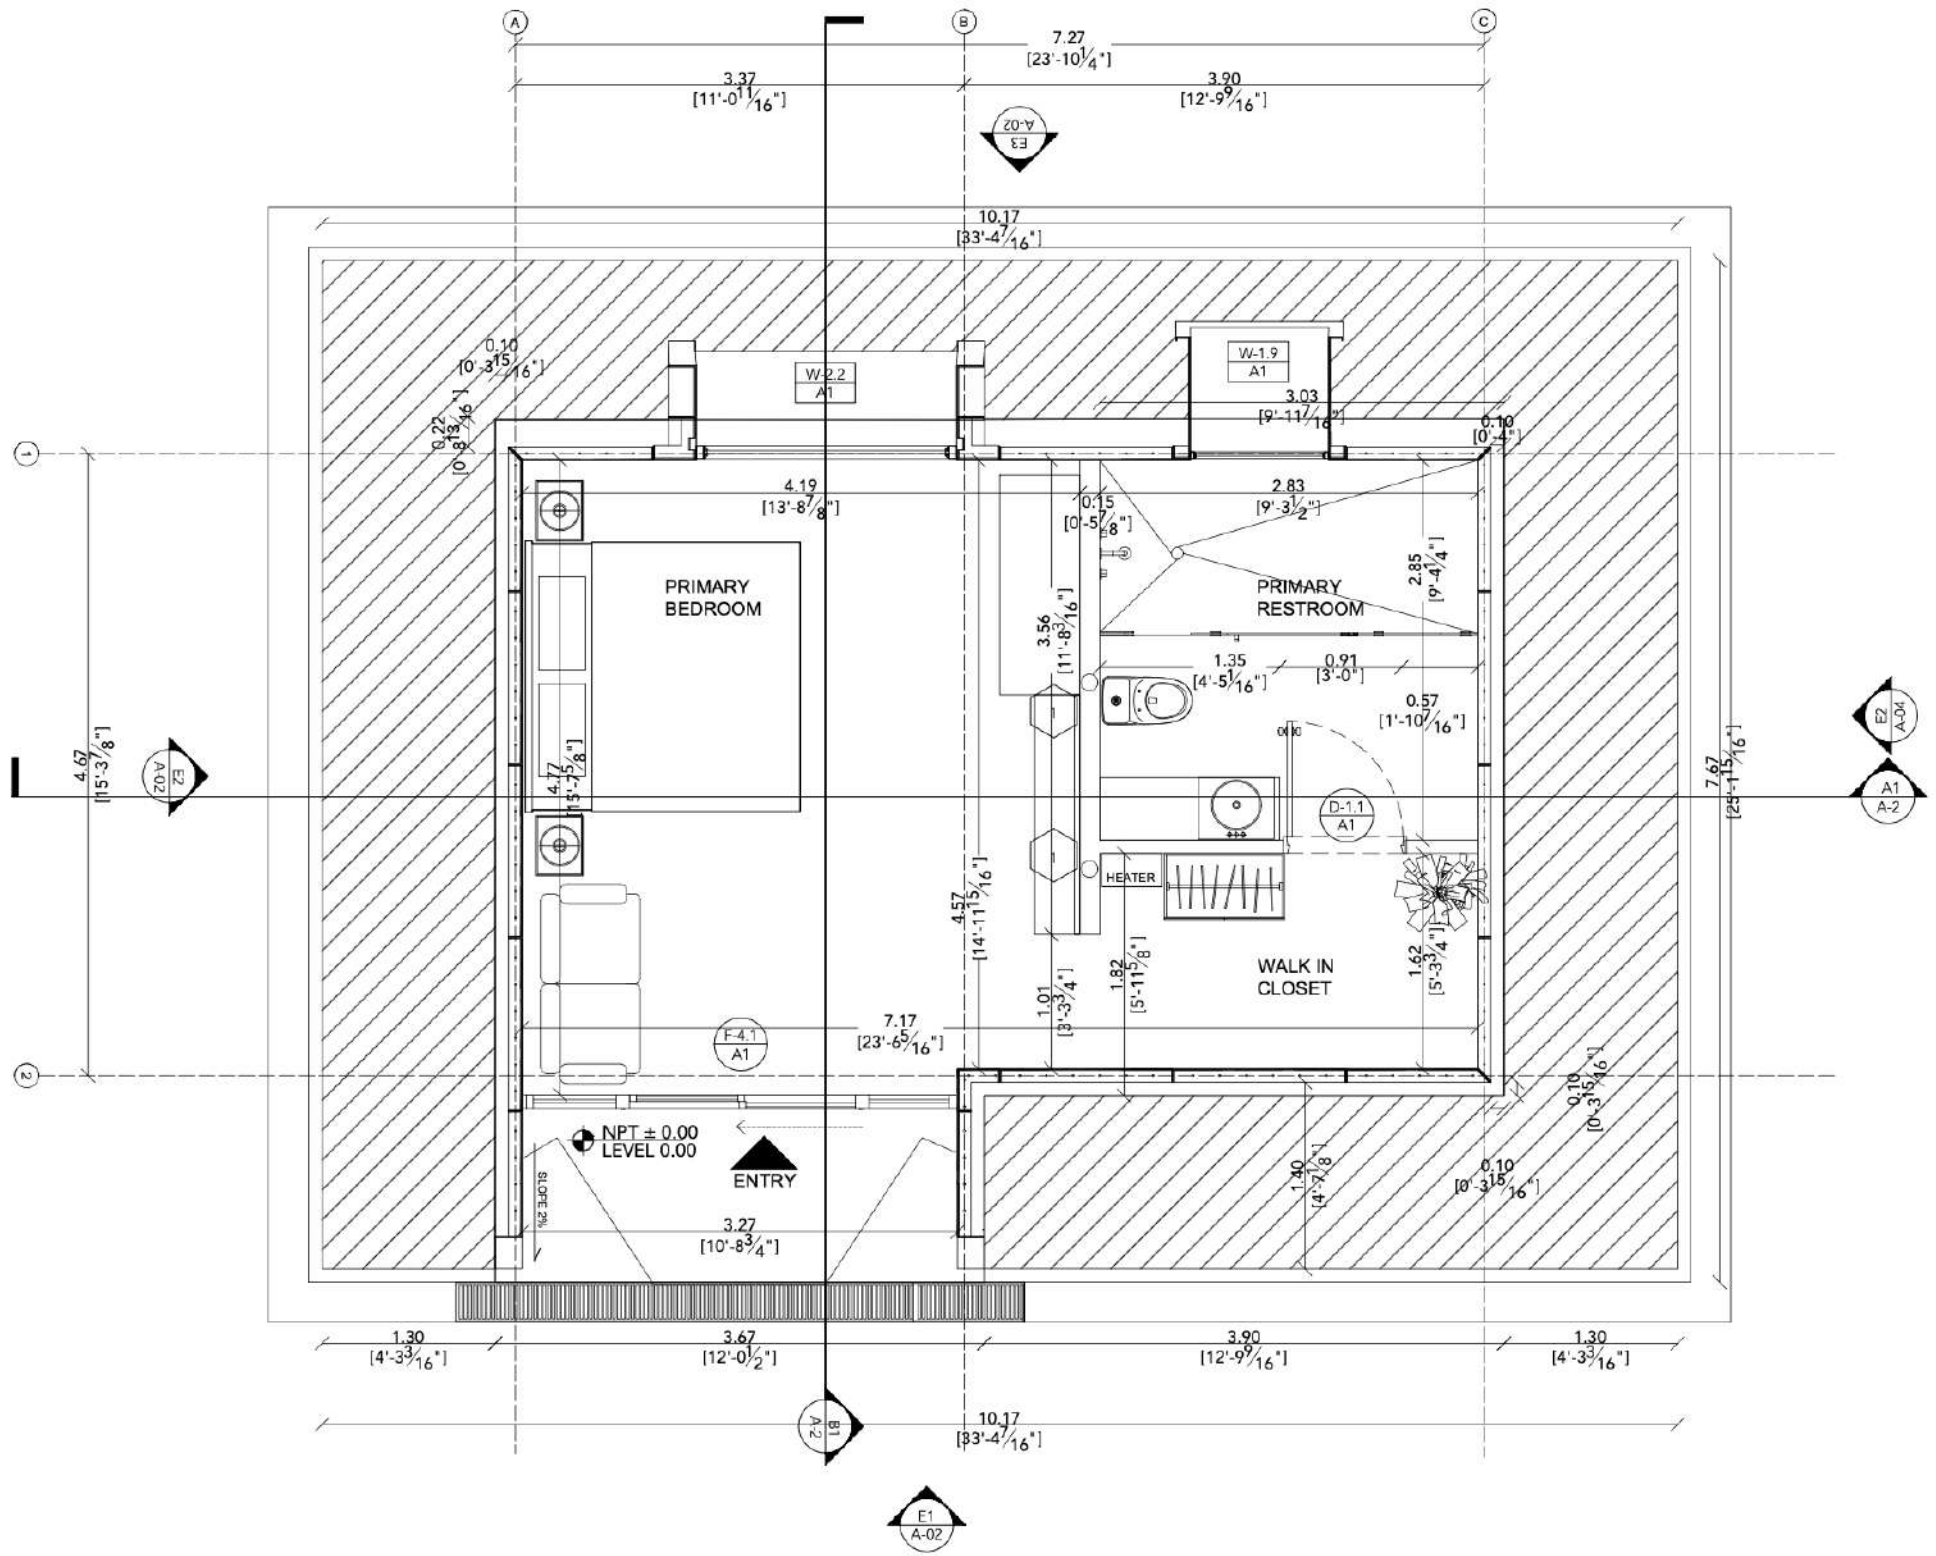 A
B
C
7.27
[23'-10 1/4"]
3.37
[11'-0 11/16"]
3.90
[12'-9 9/16"]
A-02
E3
10.17
[33'-4 7/16"]
0.10
[0'-3 15/16"]
W-2.2
A1
W-1.9
A1
3.03
[9'-11 7/16"]
0.22
[0'-8 13/16"]
0.10
[0'-4"]
1
4.19
[13'-8 7/8"]
0.15
[0'-5 7/8"]
2.83
[9'-3 1/2"]
2.85
[9'-4 1/4"]
PRIMARY
BEDROOM
PRIMARY
RESTROOM
3.56
[11'-8 3/16"]
1.35
[4'-5 1/16"]
0.91
[3'-0"]
0.57
[1'-10 7/16"]
E2
A-04
4.67
[15'-3 7/8"]
E2
A-02
4.77
[15'-7 5/8"]
7.67
[25'-1 15/16"]
A1
A-2
D-1.1
A1
HEATER
4.57
[14'-11 15/16"]
1.82
[5'-11 5/8"]
1.62
[5'-3 3/4"]
WALK IN
CLOSET
1.01
[3'-3 3/4"]
7.17
[23'-6 5/16"]
F-4.1
A1
2
0.10
[0'-3 15/16"]
NPT ± 0.00
LEVEL 0.00
ENTRY
SLOPE 2%
1.40
[4'-7 1/8"]
0.10
[0'-3 15/16"]
3.27
[10'-8 3/4"]
1.30
[4'-3 3/16"]
3.67
[12'-0 1/2"]
3.90
[12'-9 9/16"]
1.30
[4'-3 3/16"]
B1
A-2
10.17
[33'-4 7/16"]
E1
A-02